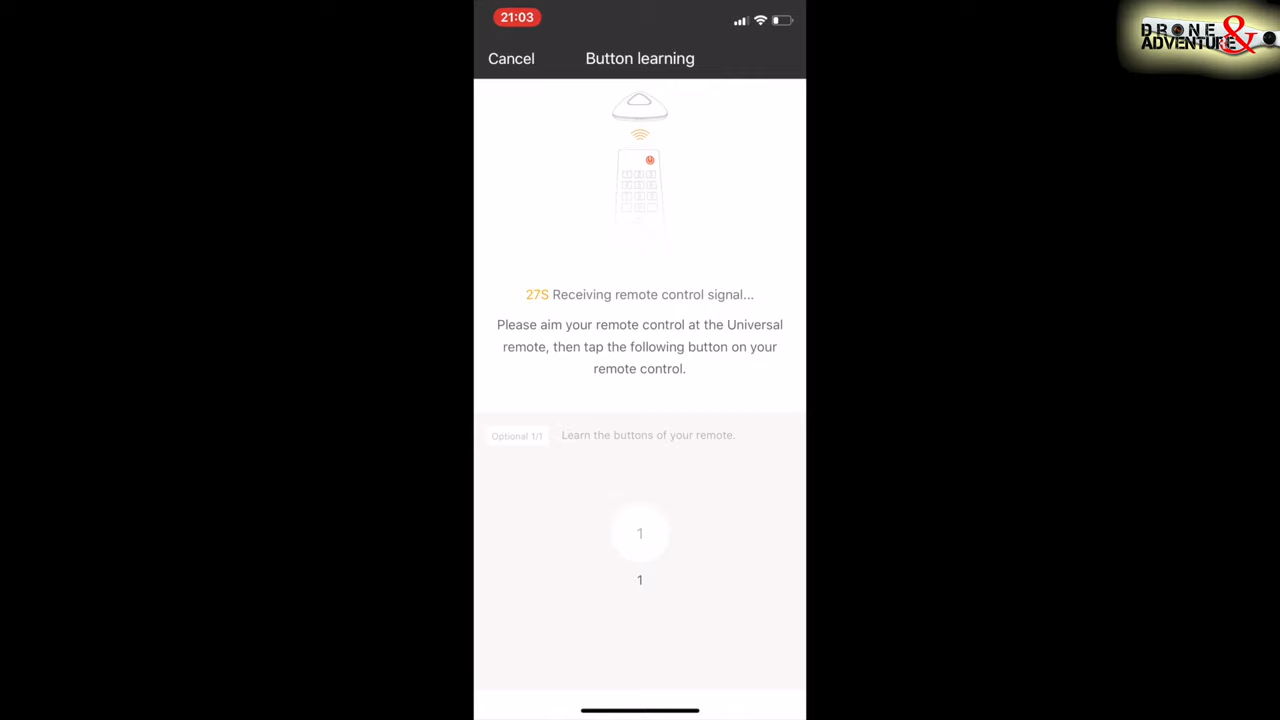 21:03
DRONE &
ADVENTURE
Cancel
Button learning
27S Receiving remote control signal...
Please aim your remote control at the Universal
remote, then tap the following button on your
remote control.
Optional 1/1
Learn the buttons of your remote.
1
1